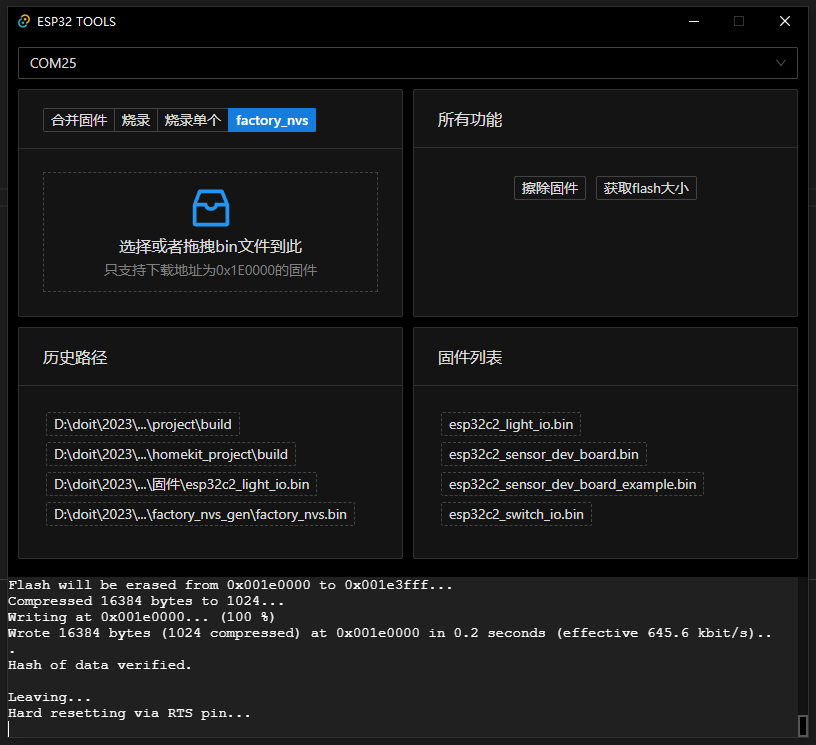 ESP32 TOOLS
COM25
合并固件 烧录 烧录单个 factory_nvs
选择或者拖拽bin文件到此
只支持下载地址为0x1E0000的固件
所有功能
擦除固件 获取flash大小
历史路径
D:\doit\2023\...\project\build
D:\doit\2023\...\homekit_project\build
D:\doit\2023\...\固件\esp32c2_light_io.bin
D:\doit\2023\...\factory_nvs_gen\factory_nvs.bin
固件列表
esp32c2_light_io.bin
esp32c2_sensor_dev_board.bin
esp32c2_sensor_dev_board_example.bin
esp32c2_switch_io.bin
Flash will be erased from 0x001e0000 to 0x001e3fff...
Compressed 16384 bytes to 1024...
Writing at 0x001e0000... (100 %)
Wrote 16384 bytes (1024 compressed) at 0x001e0000 in 0.2 seconds (effective 645.6 kbit/s)..
.
Hash of data verified.
Leaving...
Hard resetting via RTS pin...